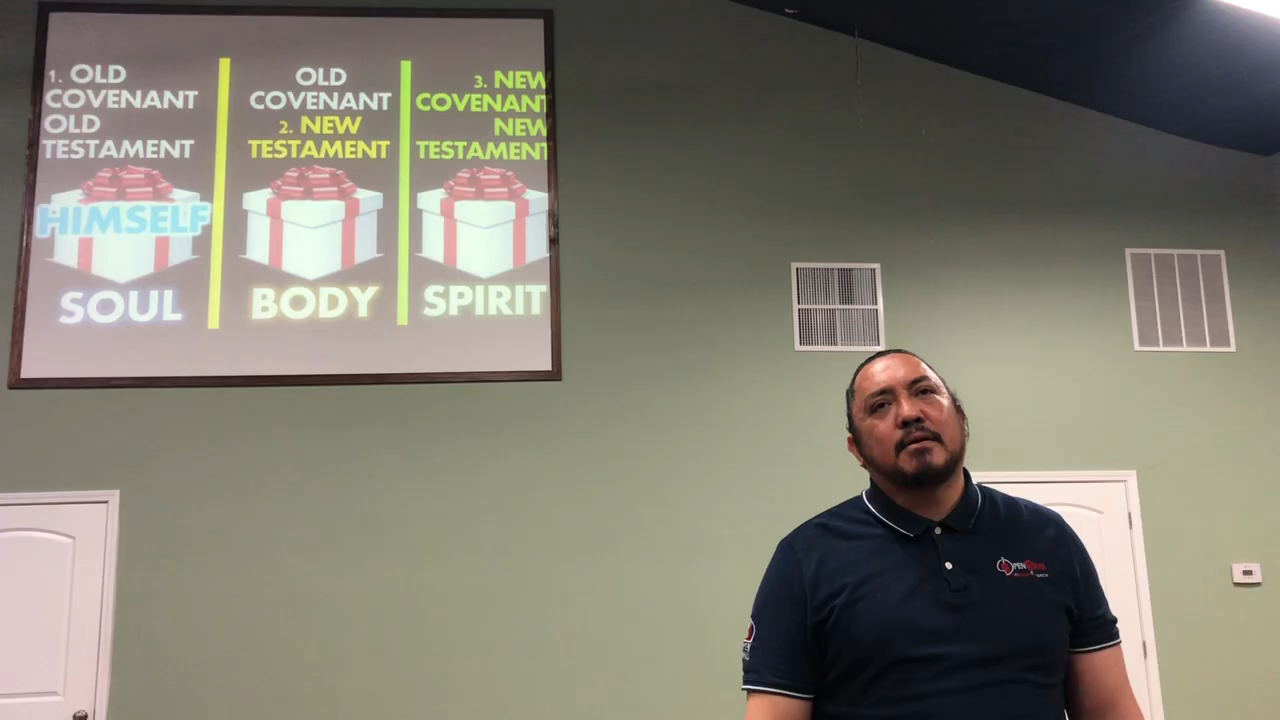 1. OLD
COVENANT
OLD
TESTAMENT
HIMSELF
SOUL
OLD
COVENANT
2. NEW
TESTAMENT
BODY
3. NEW
COVENANT
NEW
TESTAMENT
SPIRIT